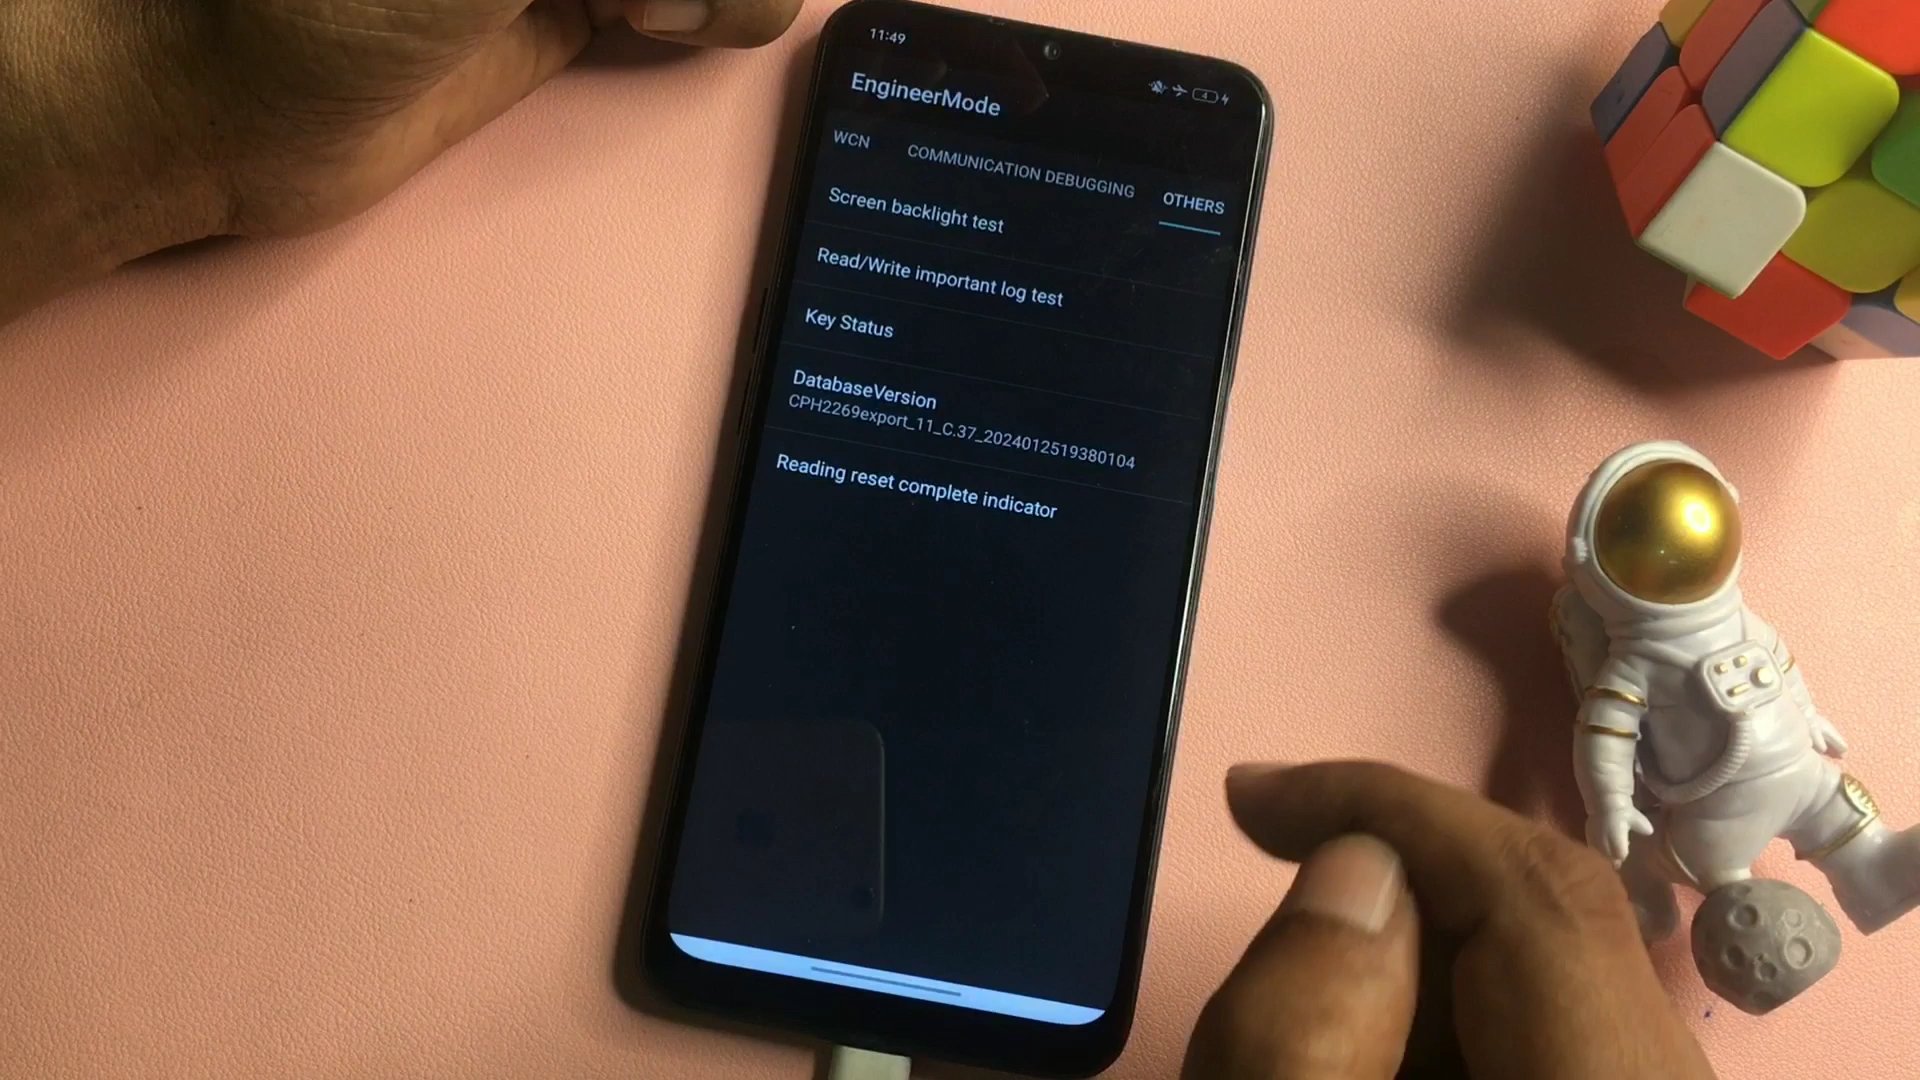 11:49
4
EngineerMode
WCN COMMUNICATION DEBUGGING OTHERS
Screen backlight test
Read/Write important log test
Key Status
DatabaseVersion
CPH2269export_11_C.37_2024012519380104
Reading reset complete indicator